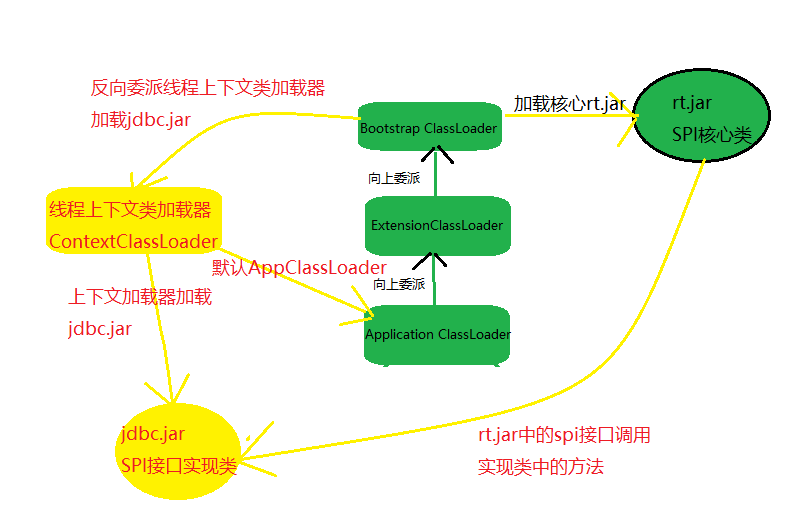 反向委派线程上下文类加载器
加载jdbc.jar
Bootstrap ClassLoader
加载核心rt.jar
rt.jar
SPI核心类
向上委派
线程上下文类加载器
ContextClassLoader
ExtensionClassLoader
默认AppClassLoader
向上委派
上下文加载器加载
jdbc.jar
Application ClassLoader
jdbc.jar
SPI接口实现类
rt.jar中的spi接口调用
实现类中的方法